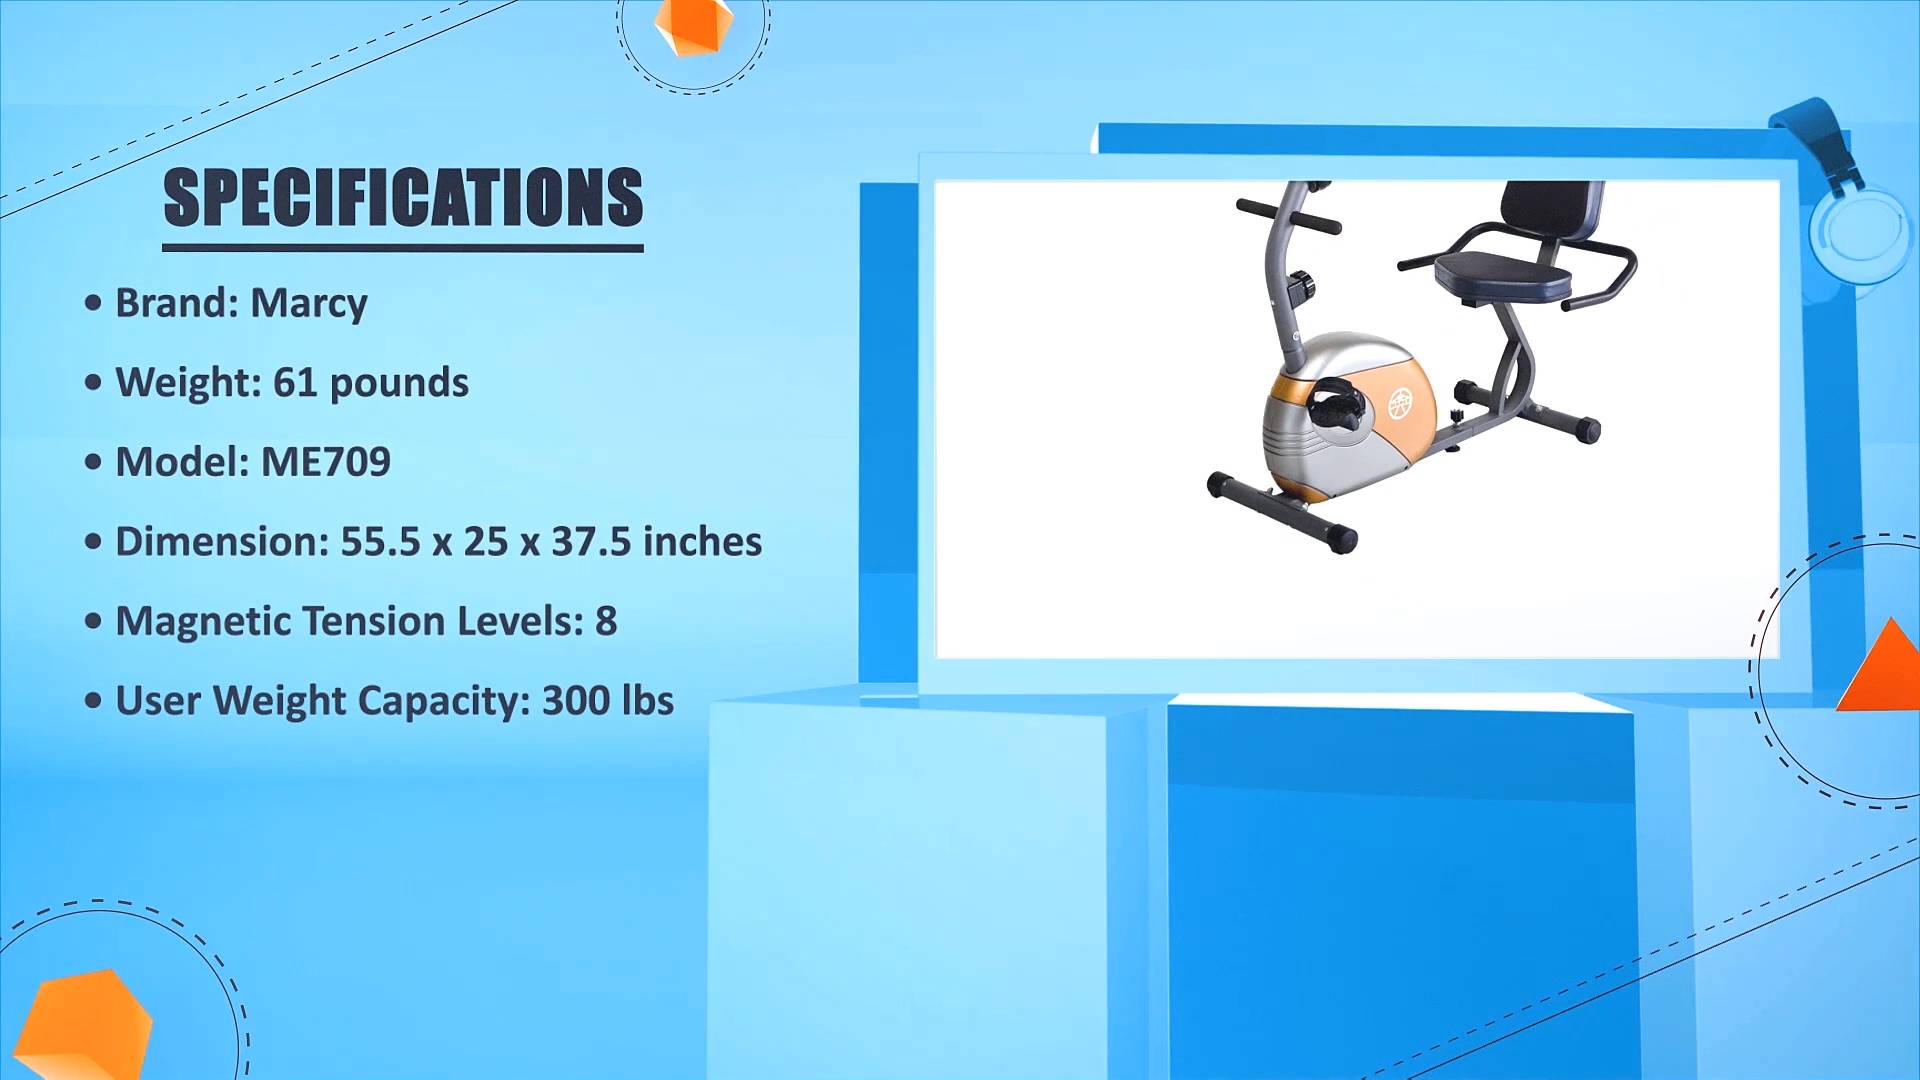 SPECIFICATIONS
• Brand: Marcy
• Weight: 61 pounds
• Model: ME709
• Dimension: 55.5 x 25 x 37.5 inches
• Magnetic Tension Levels: 8
• User Weight Capacity: 300 lbs